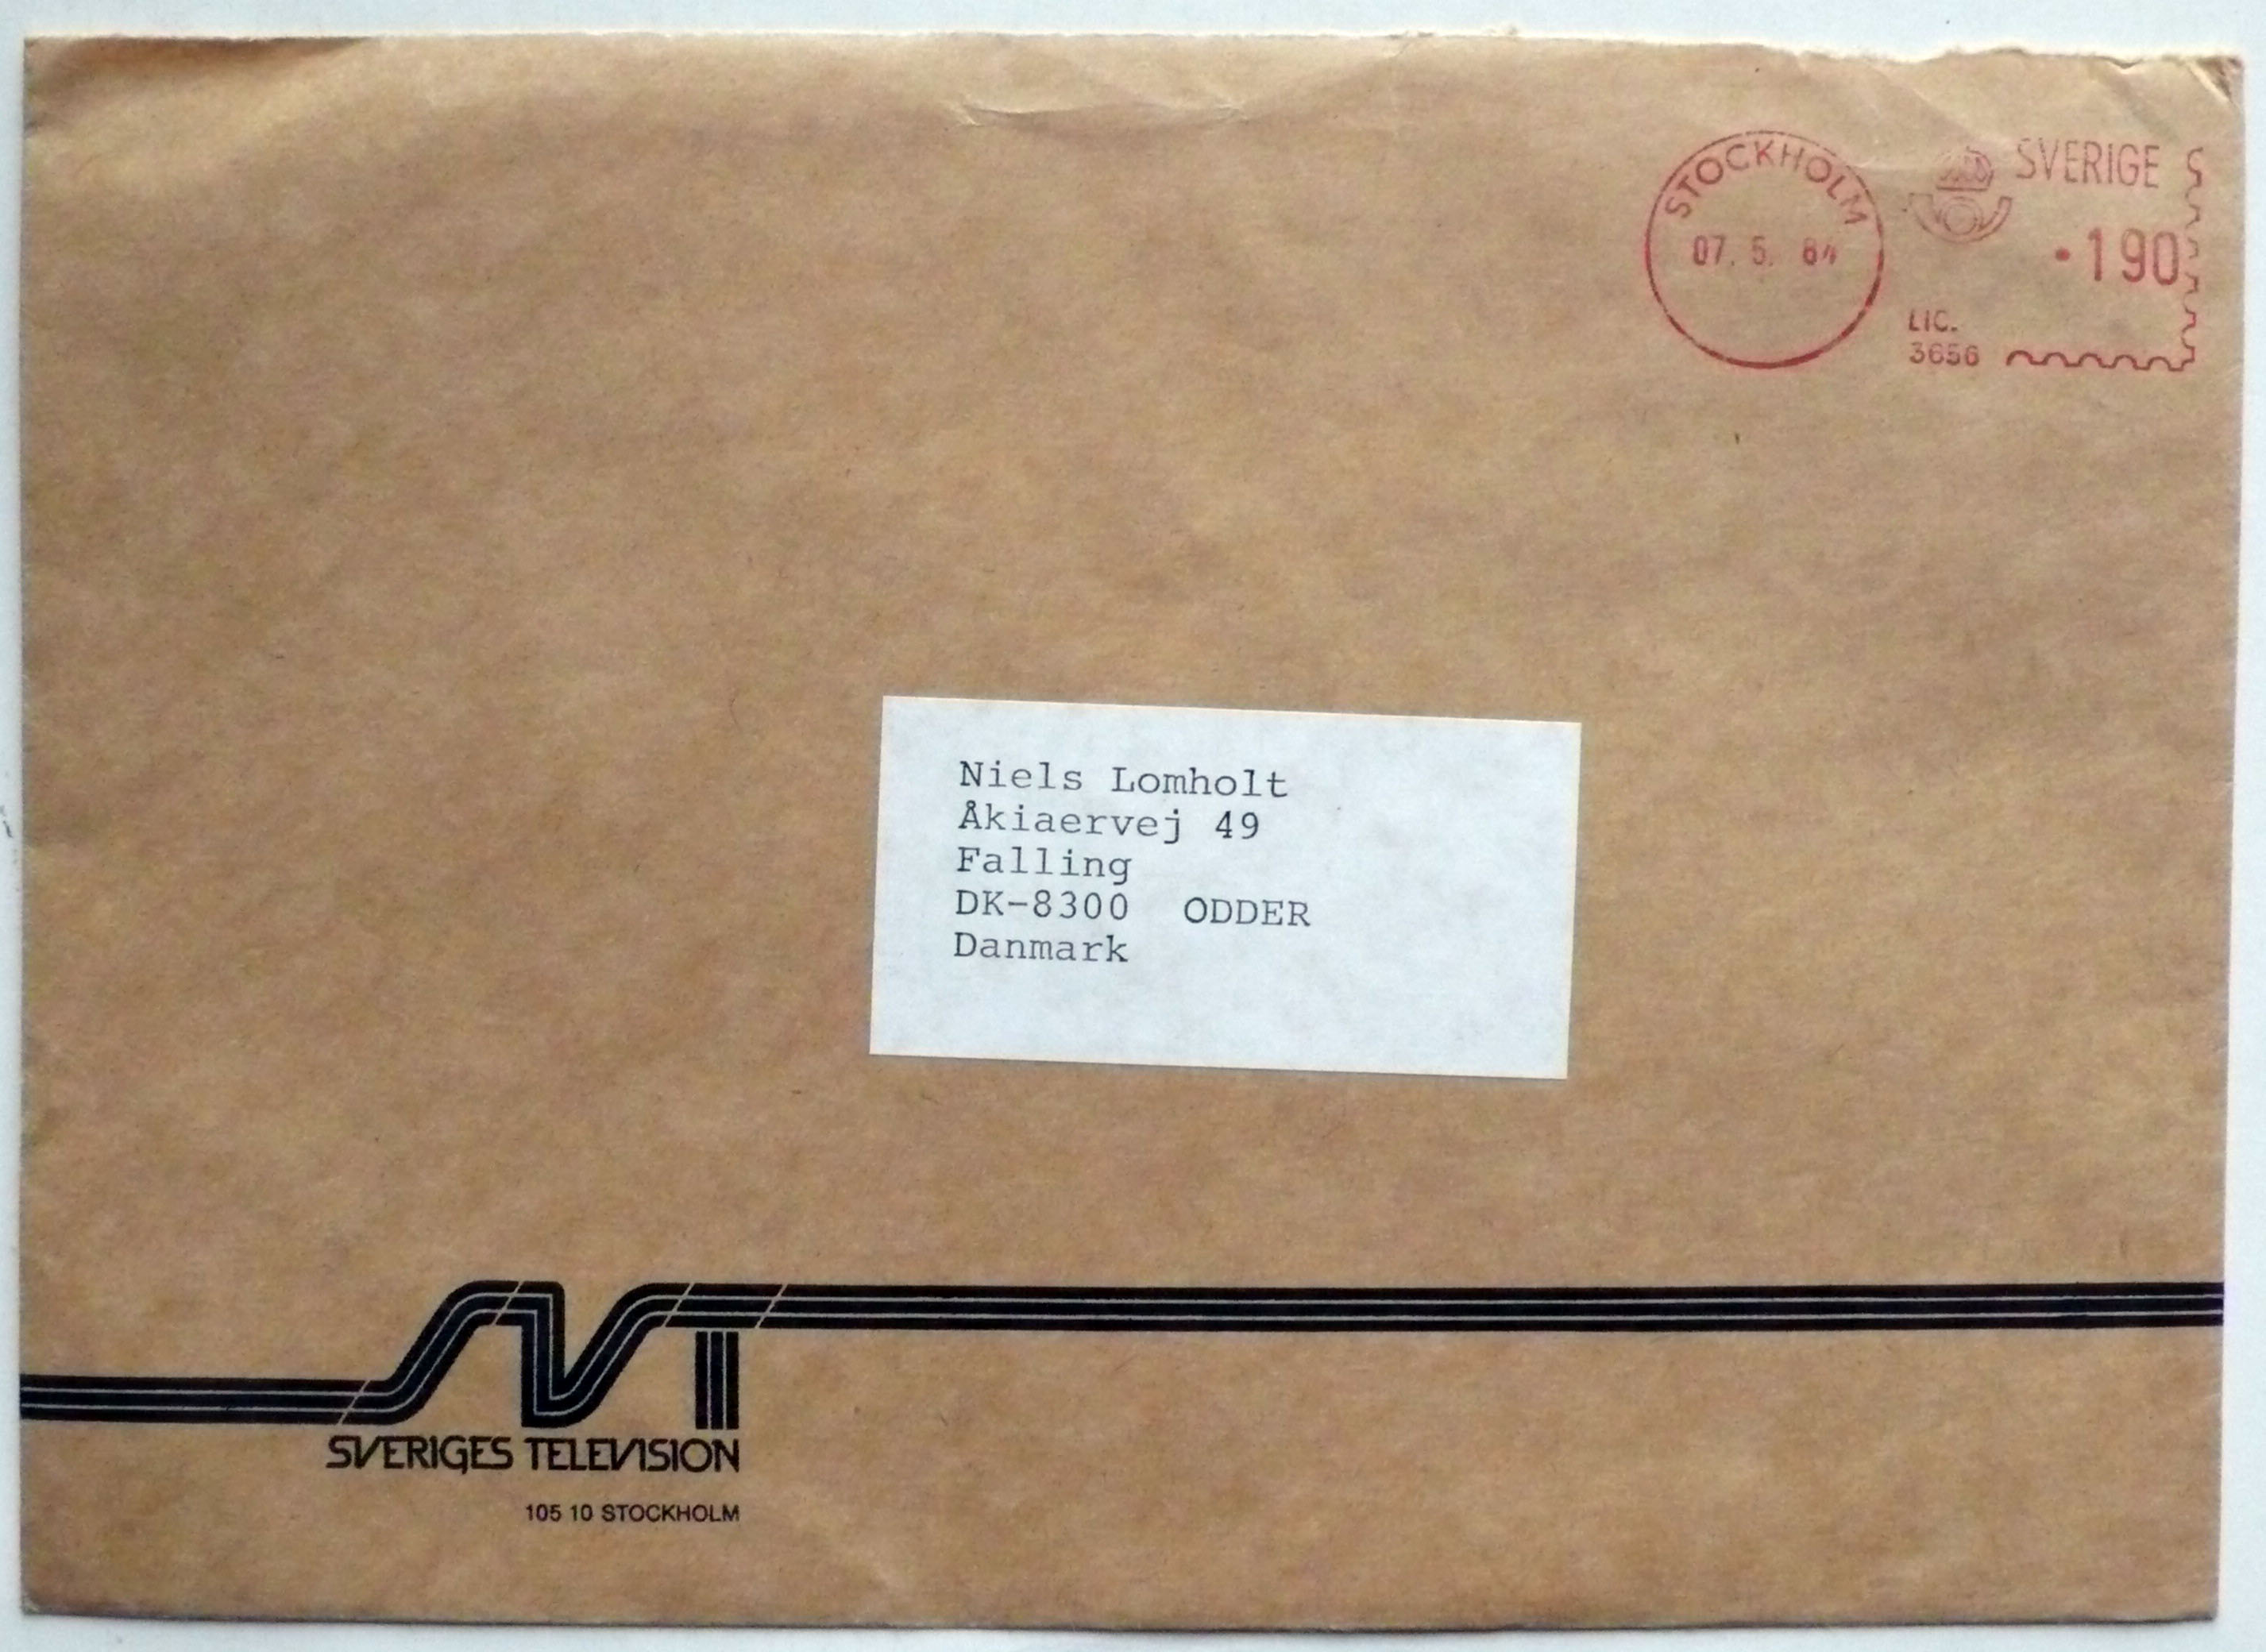 STOCKHOLM
07. 5. 84
SVERIGE
190
LIC.
3656
Niels Lomholt
Åkiaervej 49
Falling
DK-8300 ODDER
Danmark
SVT
SVERIGES TELEVISION
105 10 STOCKHOLM